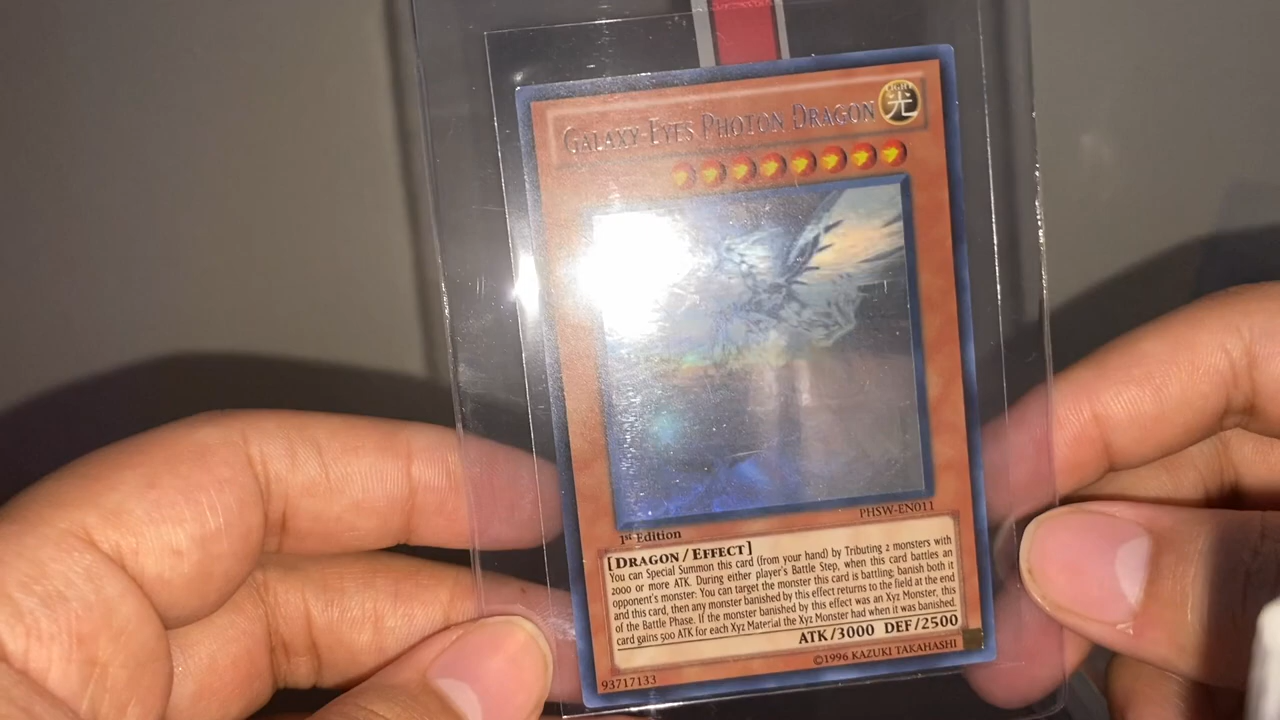 GALAXY-EYES PHOTON DRAGON
LIGHT
光
PHSW-EN011
1st Edition
[DRAGON/EFFECT]
You can Special Summon this card (from your hand) by Tributing 2 monsters with
2000 or more ATK. During either player's Battle Step, when this card battles an
opponent's monster: You can target the monster this card is battling; banish both it
and this card, then any monster banished by this effect returns to the field at the end
of the Battle Phase. If the monster banished by this effect was an Xyz Monster, this
card gains 500 ATK for each Xyz Material the Xyz Monster had when it was banished.
ATK/3000 DEF/2500
93717133
©1996 KAZUKI TAKAHASHI